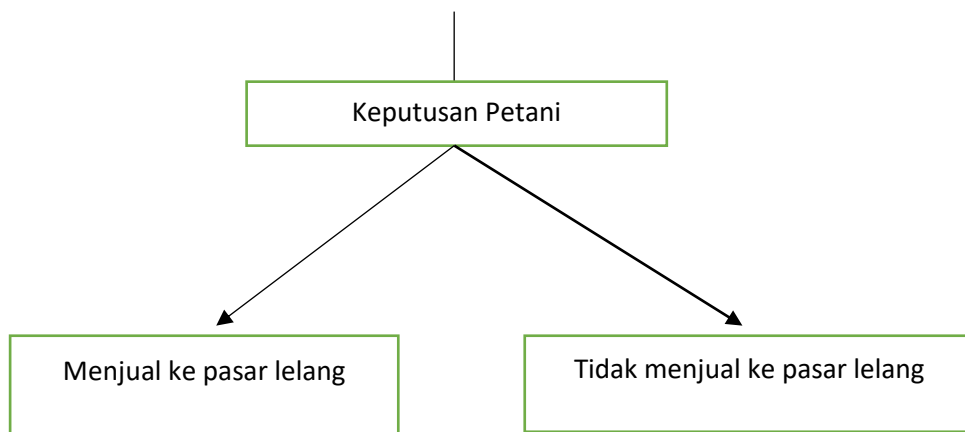 Keputusan Petani
Menjual ke pasar lelang
Tidak menjual ke pasar lelang